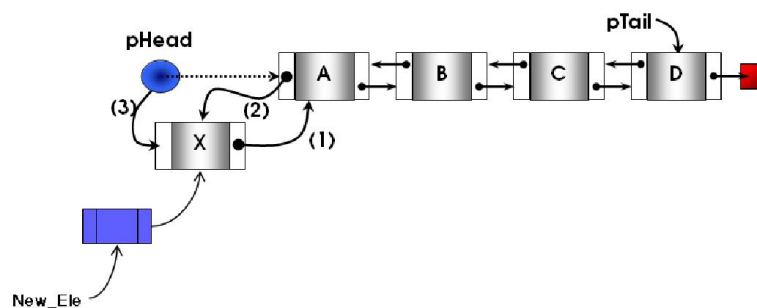 pTail
pHead
A
B
C
D
(3)
(2)
X
(1)
New_Ele